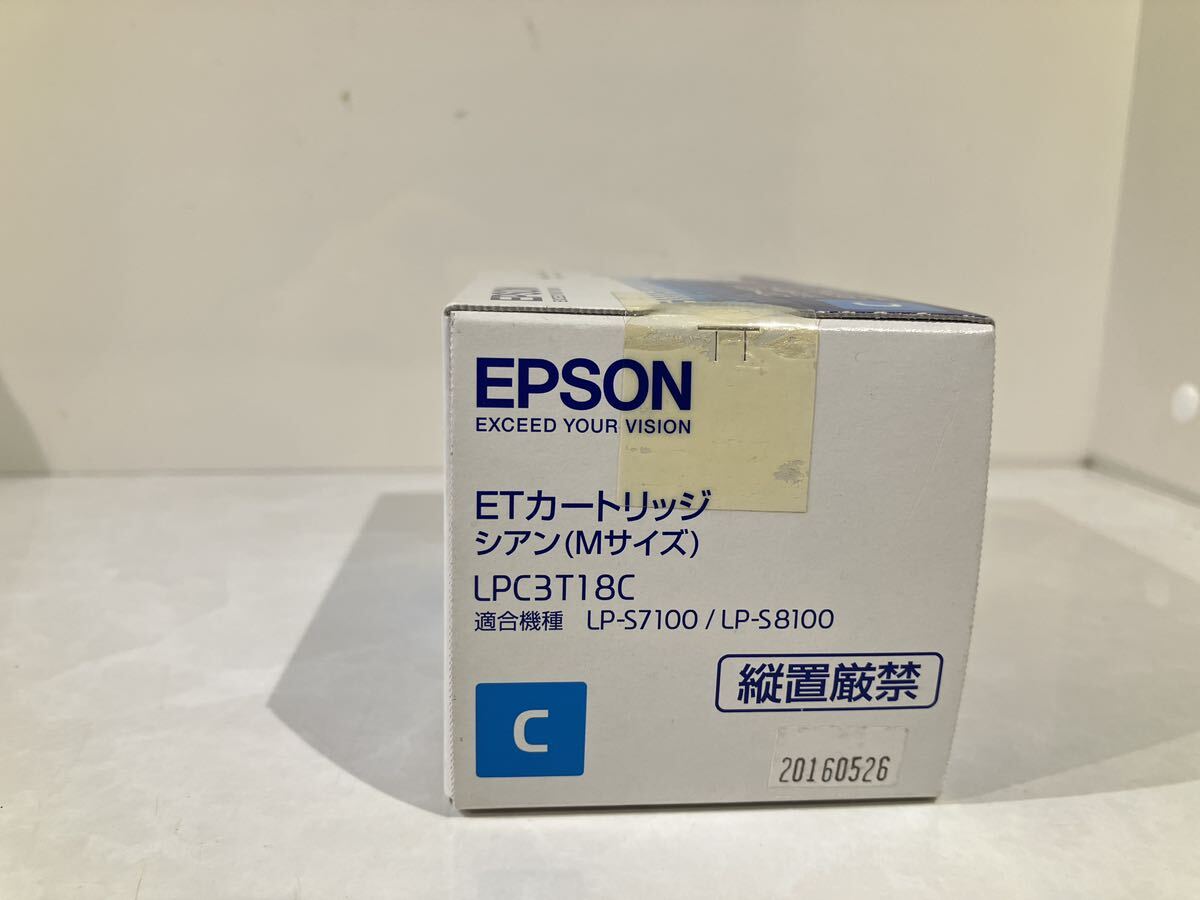 EPSON
EPSON
EXCEED YOUR VISION
ETカートリッジ
シアン(Mサイズ)
LPC3T18C
適合機種 LP-S7100 / LP-S8100
縦置厳禁
C
20160526